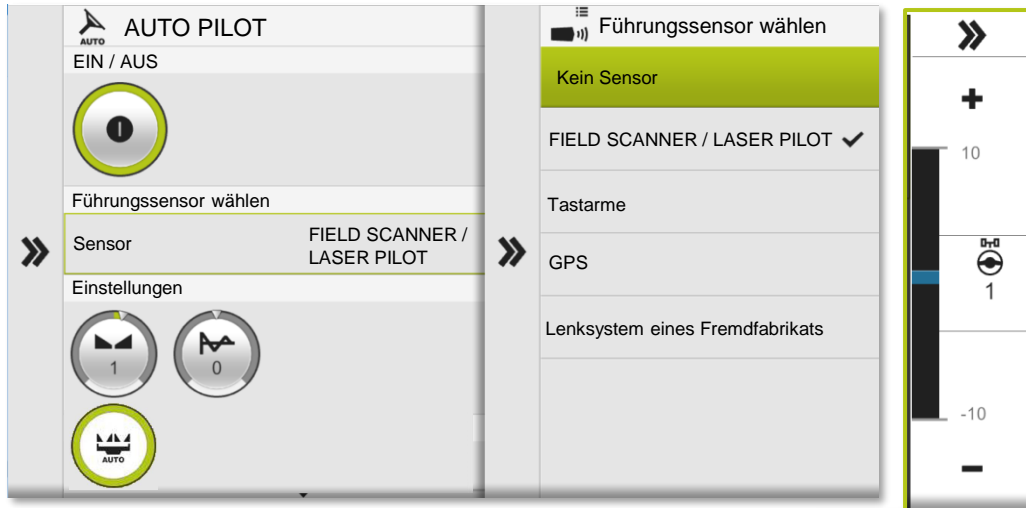 AUTO
AUTO PILOT
EIN / AUS
Führungssensor wählen
Sensor
FIELD SCANNER /
LASER PILOT
Einstellungen
1
0
AUTO
Führungssensor wählen
Kein Sensor
FIELD SCANNER / LASER PILOT
Tastarme
GPS
Lenksystem eines Fremdfabrikats
+
10
1
-10
-